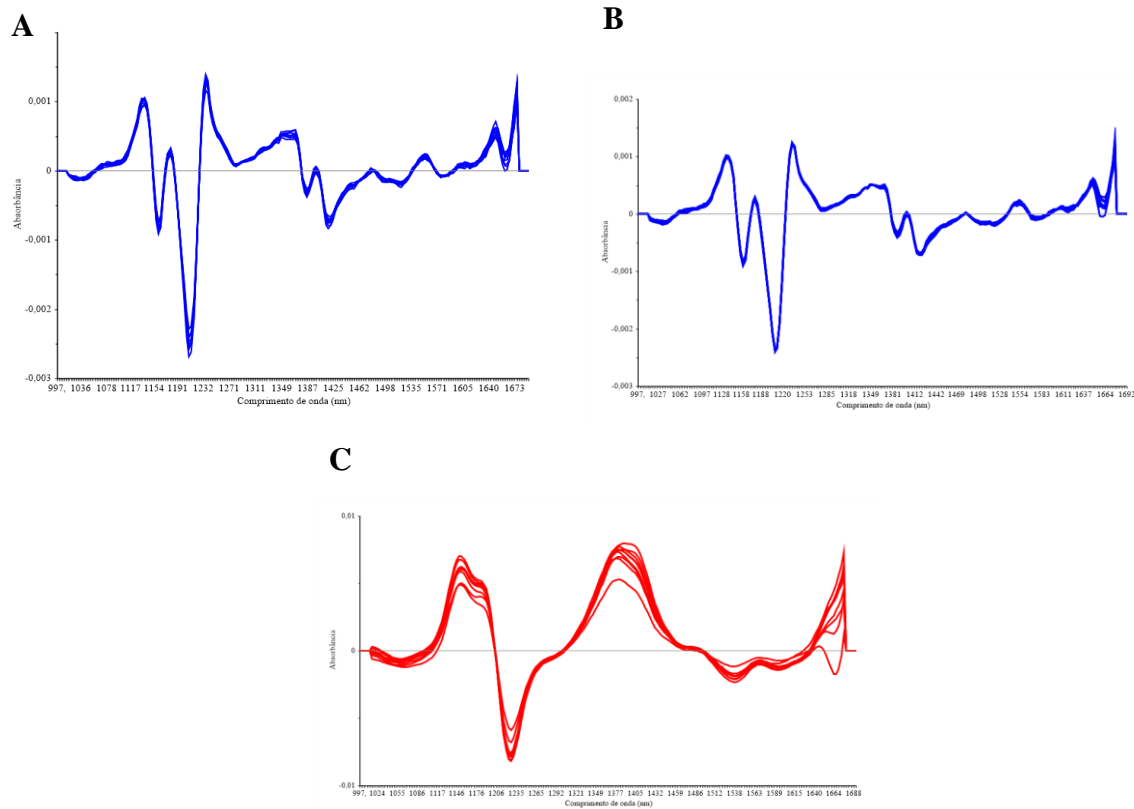 A
0,001
0
-0,001
-0,002
-0,003
Absorbância
997, 1036 1078 1117 1154 1191 1232 1271 1311 1349 1387 1425 1462 1498 1535 1571 1605 1640 1673
Comprimento de onda (nm)
B
0,002
0,001
0
-0,001
-0,002
-0,003
Absorbância
997, 1027 1062 1097 1128 1158 1188 1220 1253 1285 1318 1349 1381 1412 1442 1469 1498 1528 1554 1583 1611 1637 1664 1692
Comprimento de onda (nm)
C
0,01
0
-0,01
Absorbância
997, 1024 1055 1086 1117 1146 1176 1206 1235 1265 1292 1321 1349 1377 1405 1432 1459 1486 1512 1538 1563 1589 1615 1640 1664 1688
Comprimento de onda (nm)